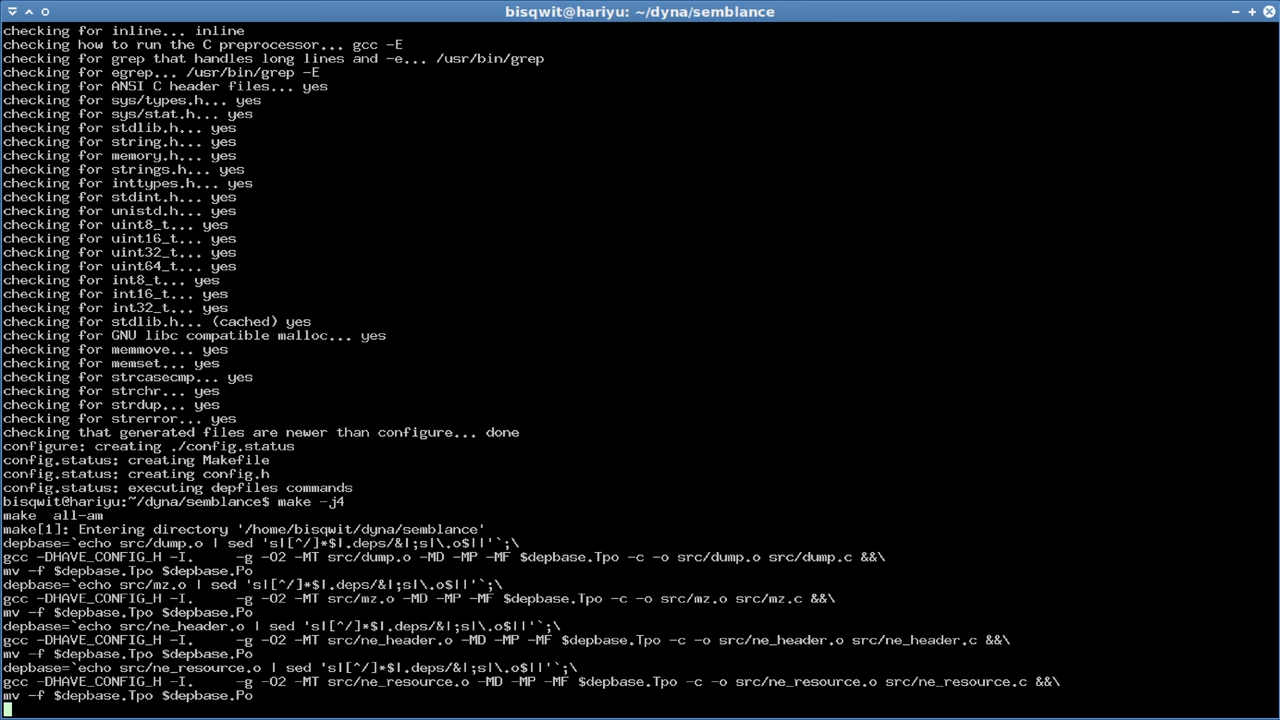 bisqwit@hariyu: ~/dyna/semblance
checking for inline... inline
checking how to run the C preprocessor... gcc -E
checking for grep that handles long lines and -e... /usr/bin/grep
checking for egrep... /usr/bin/grep -E
checking for ANSI C header files... yes
checking for sys/types.h... yes
checking for sys/stat.h... yes
checking for stdlib.h... yes
checking for string.h... yes
checking for memory.h... yes
checking for strings.h... yes
checking for inttypes.h... yes
checking for stdint.h... yes
checking for unistd.h... yes
checking for uint8_t... yes
checking for uint16_t... yes
checking for uint32_t... yes
checking for uint64_t... yes
checking for int8_t... yes
checking for int16_t... yes
checking for int32_t... yes
checking for stdlib.h... (cached) yes
checking for GNU libc compatible malloc... yes
checking for memmove... yes
checking for memset... yes
checking for strcasecmp... yes
checking for strchr... yes
checking for strdup... yes
checking for strerror... yes
checking that generated files are newer than configure... done
configure: creating ./config.status
config.status: creating Makefile
config.status: creating config.h
config.status: executing depfiles commands
bisqwit@hariyu:~/dyna/semblance$ make -j4
make  all-am
make[1]: Entering directory '/home/bisqwit/dyna/semblance'
depbase=`echo src/dump.o | sed 's|[^/]*$|.deps/&|;s|\.o$||'`;\
gcc -DHAVE_CONFIG_H -I.     -g -O2 -MT src/dump.o -MD -MP -MF $depbase.Tpo -c -o src/dump.o src/dump.c &&\
mv -f $depbase.Tpo $depbase.Po
depbase=`echo src/mz.o | sed 's|[^/]*$|.deps/&|;s|\.o$||'`;\
gcc -DHAVE_CONFIG_H -I.     -g -O2 -MT src/mz.o -MD -MP -MF $depbase.Tpo -c -o src/mz.o src/mz.c &&\
mv -f $depbase.Tpo $depbase.Po
depbase=`echo src/ne_header.o | sed 's|[^/]*$|.deps/&|;s|\.o$||'`;\
gcc -DHAVE_CONFIG_H -I.     -g -O2 -MT src/ne_header.o -MD -MP -MF $depbase.Tpo -c -o src/ne_header.o src/ne_header.c &&\
mv -f $depbase.Tpo $depbase.Po
depbase=`echo src/ne_resource.o | sed 's|[^/]*$|.deps/&|;s|\.o$||'`;\
gcc -DHAVE_CONFIG_H -I.     -g -O2 -MT src/ne_resource.o -MD -MP -MF $depbase.Tpo -c -o src/ne_resource.o src/ne_resource.c &&\
mv -f $depbase.Tpo $depbase.Po